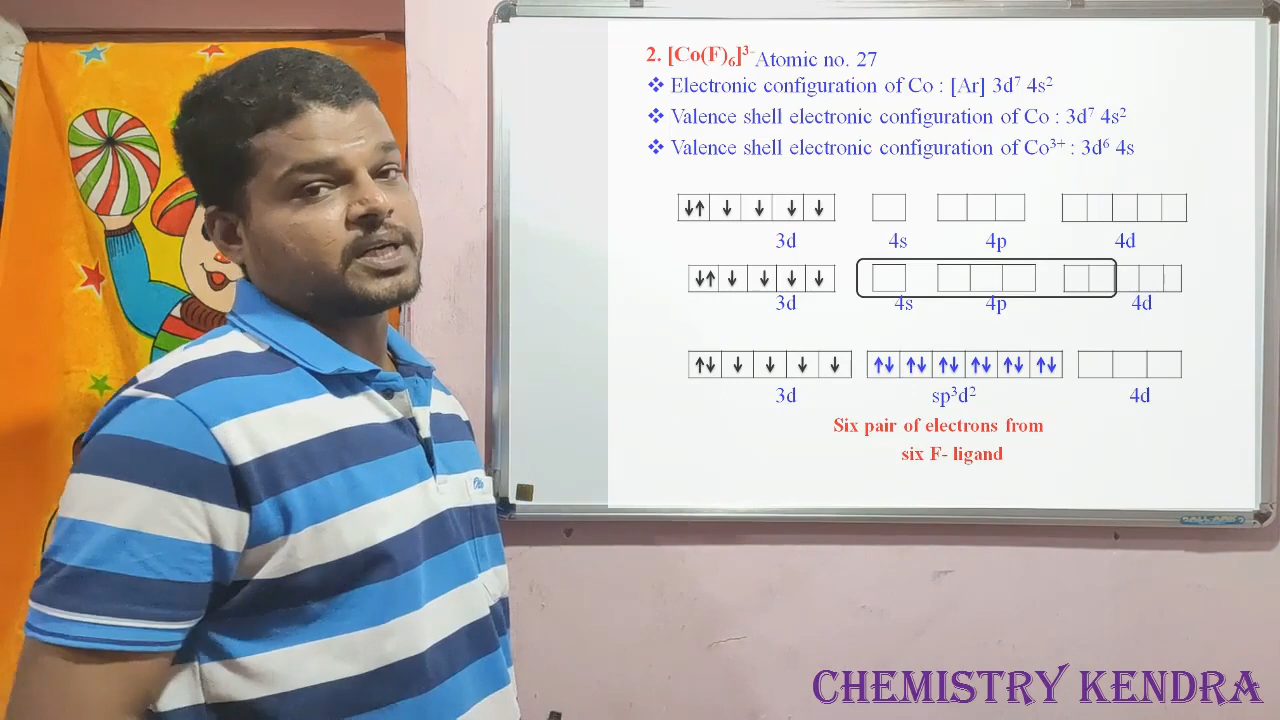 2. [Co(F)₆]³⁻ Atomic no. 27
❖ Electronic configuration of Co : [Ar] 3d⁷ 4s²
❖ Valence shell electronic configuration of Co : 3d⁷ 4s²
❖ Valence shell electronic configuration of Co³⁺ : 3d⁶ 4s
3d 4s 4p 4d
3d 4s 4p 4d
3d sp³d² 4d
Six pair of electrons from
six F- ligand
CHEMISTRY KENDRA